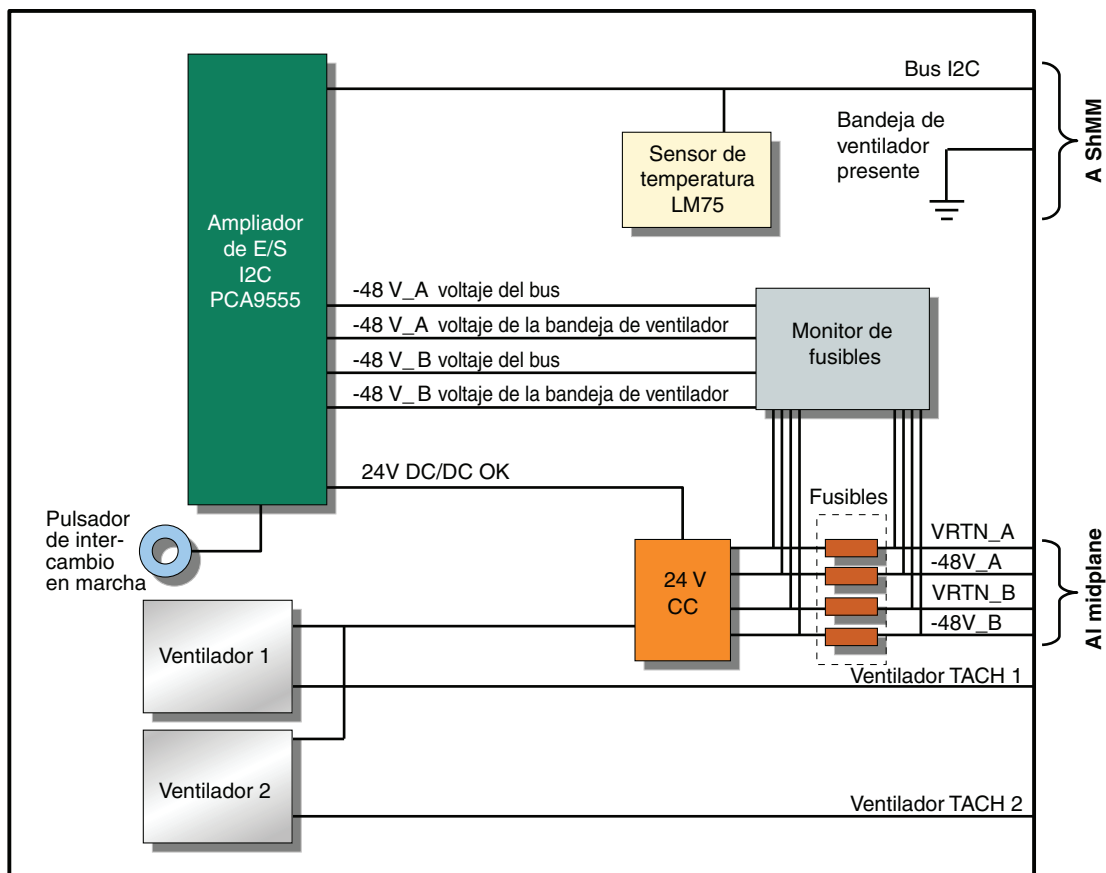 Bus I2C
Bandeja de
ventilador
presente
A ShMM
Sensor de
temperatura
LM75
Ampliador
de E/S
I2C
PCA9555
-48 V_A voltaje del bus
-48 V_A voltaje de la bandeja de ventilador
-48 V_B voltaje del bus
-48 V_B voltaje de la bandeja de ventilador
Monitor de
fusibles
24V DC/DC OK
Fusibles
Pulsador
de inter-
cambio
en marcha
24 V
CC
VRTN_A
-48V_A
VRTN_B
-48V_B
Al midplane
Ventilador 1
Ventilador TACH 1
Ventilador 2
Ventilador TACH 2